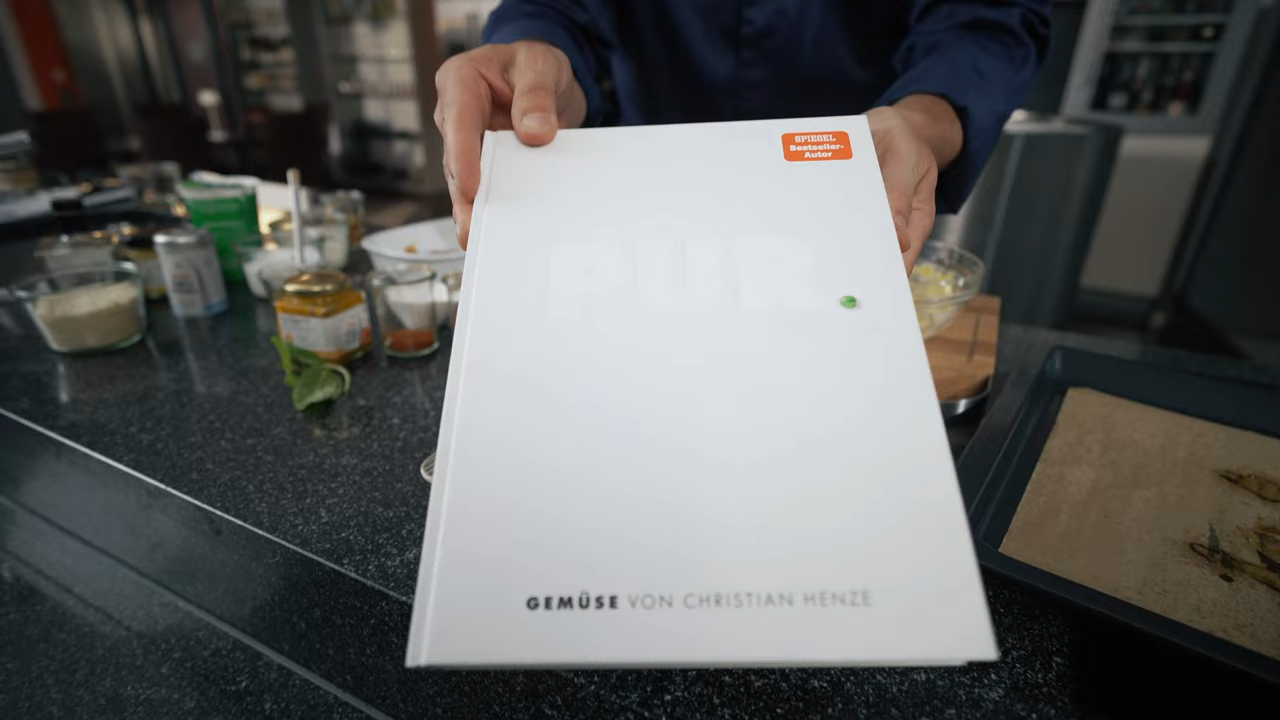 SPIEGEL
Bestseller-
Autor
PUR
GEMÜSE VON CHRISTIAN HENZE